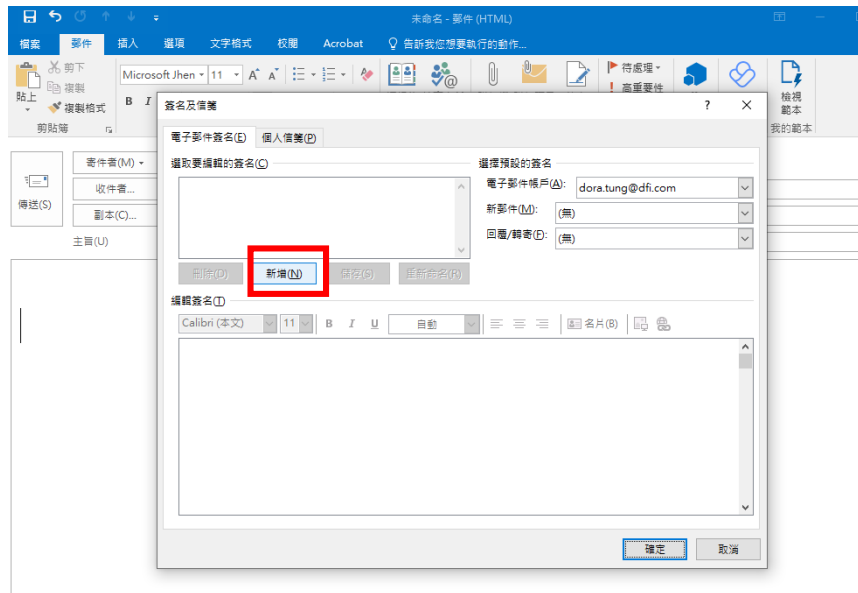 未命名 - 郵件 (HTML)
檔案 郵件 插入 選項 文字格式 校閱 Acrobat 告訴我您想要執行的動作...
剪下
複製
複製格式
貼上
剪貼簿
Microsoft Jhen 11 A A
B I
待處理
高重要性
檢視
範本
我的範本
簽名及信箋 ? ×
電子郵件簽名(E) 個人信箋(P)
選取要編輯的簽名(C)
刪除(D) 新增(N) 儲存(S) 重新命名(R)
選擇預設的簽名
電子郵件帳戶(A): dora.tung@dfi.com
新郵件(M): (無)
回覆/轉寄(F): (無)
編輯簽名(T)
Calibri (本文) 11 B I U 自動 名片(B)
確定 取消
傳送(S)
寄件者(M)
收件者...
副本(C)...
主旨(U)